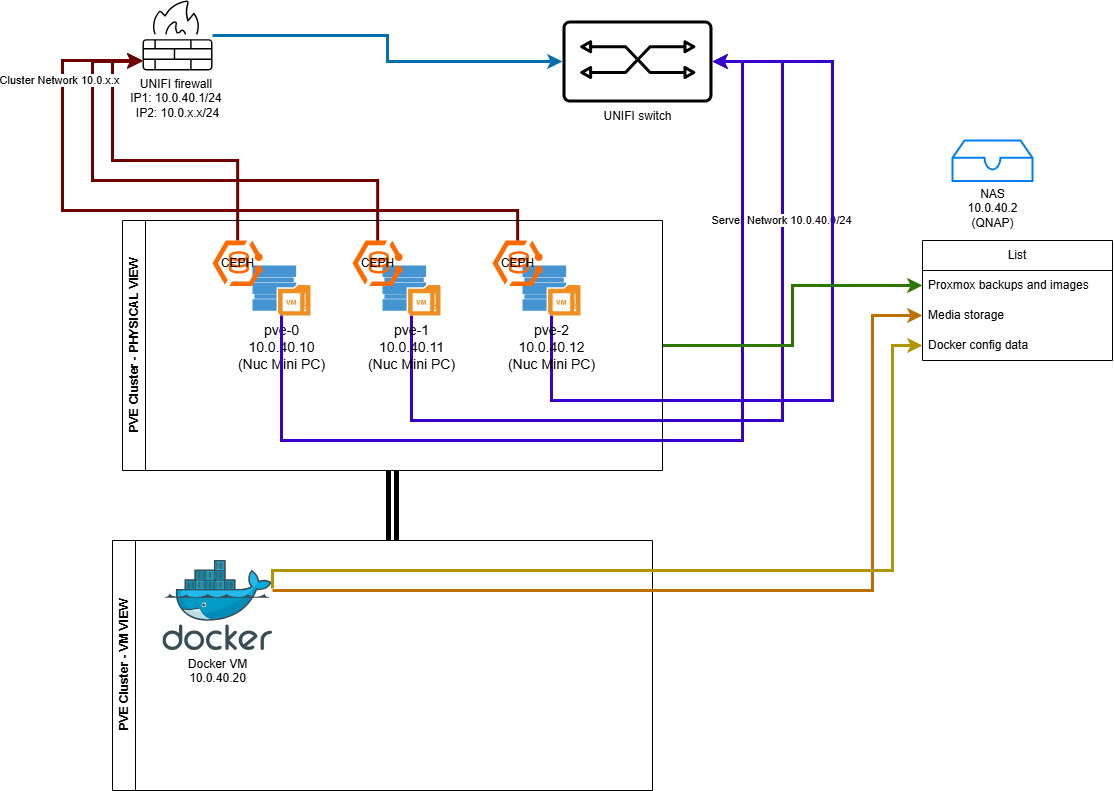 Cluster Network 10.0.x.x
UNIFI firewall
IP1: 10.0.40.1/24
IP2: 10.0.x.x/24
UNIFI switch
NAS
10.0.40.2
(QNAP)
Server Network 10.0.40.0/24
List
Proxmox backups and images
Media storage
Docker config data
PVE Cluster - PHYSICAL VIEW
CEPH
VM
pve-0
10.0.40.10
(Nuc Mini PC)
CEPH
VM
pve-1
10.0.40.11
(Nuc Mini PC)
CEPH
VM
pve-2
10.0.40.12
(Nuc Mini PC)
PVE Cluster - VM VIEW
docker
Docker VM
10.0.40.20